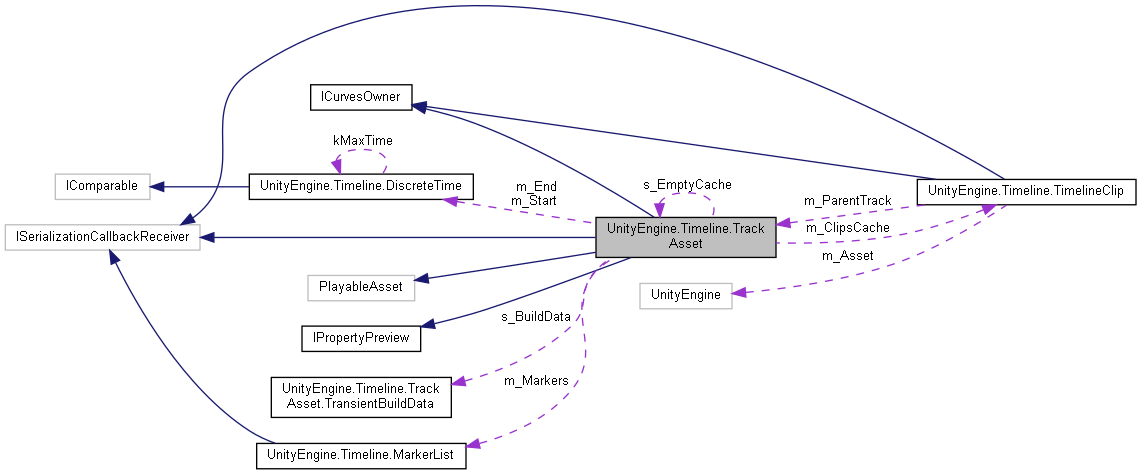 ICurvesOwner
kMaxTime
IComparable
UnityEngine.Timeline.DiscreteTime
m_End
m_Start
s_EmptyCache
UnityEngine.Timeline.TimelineClip
m_ParentTrack
m_ClipsCache
ISerializationCallbackReceiver
UnityEngine.Timeline.Track
Asset
m_Asset
PlayableAsset
UnityEngine
s_BuildData
IPropertyPreview
m_Markers
UnityEngine.Timeline.Track
Asset.TransientBuildData
UnityEngine.Timeline.MarkerList